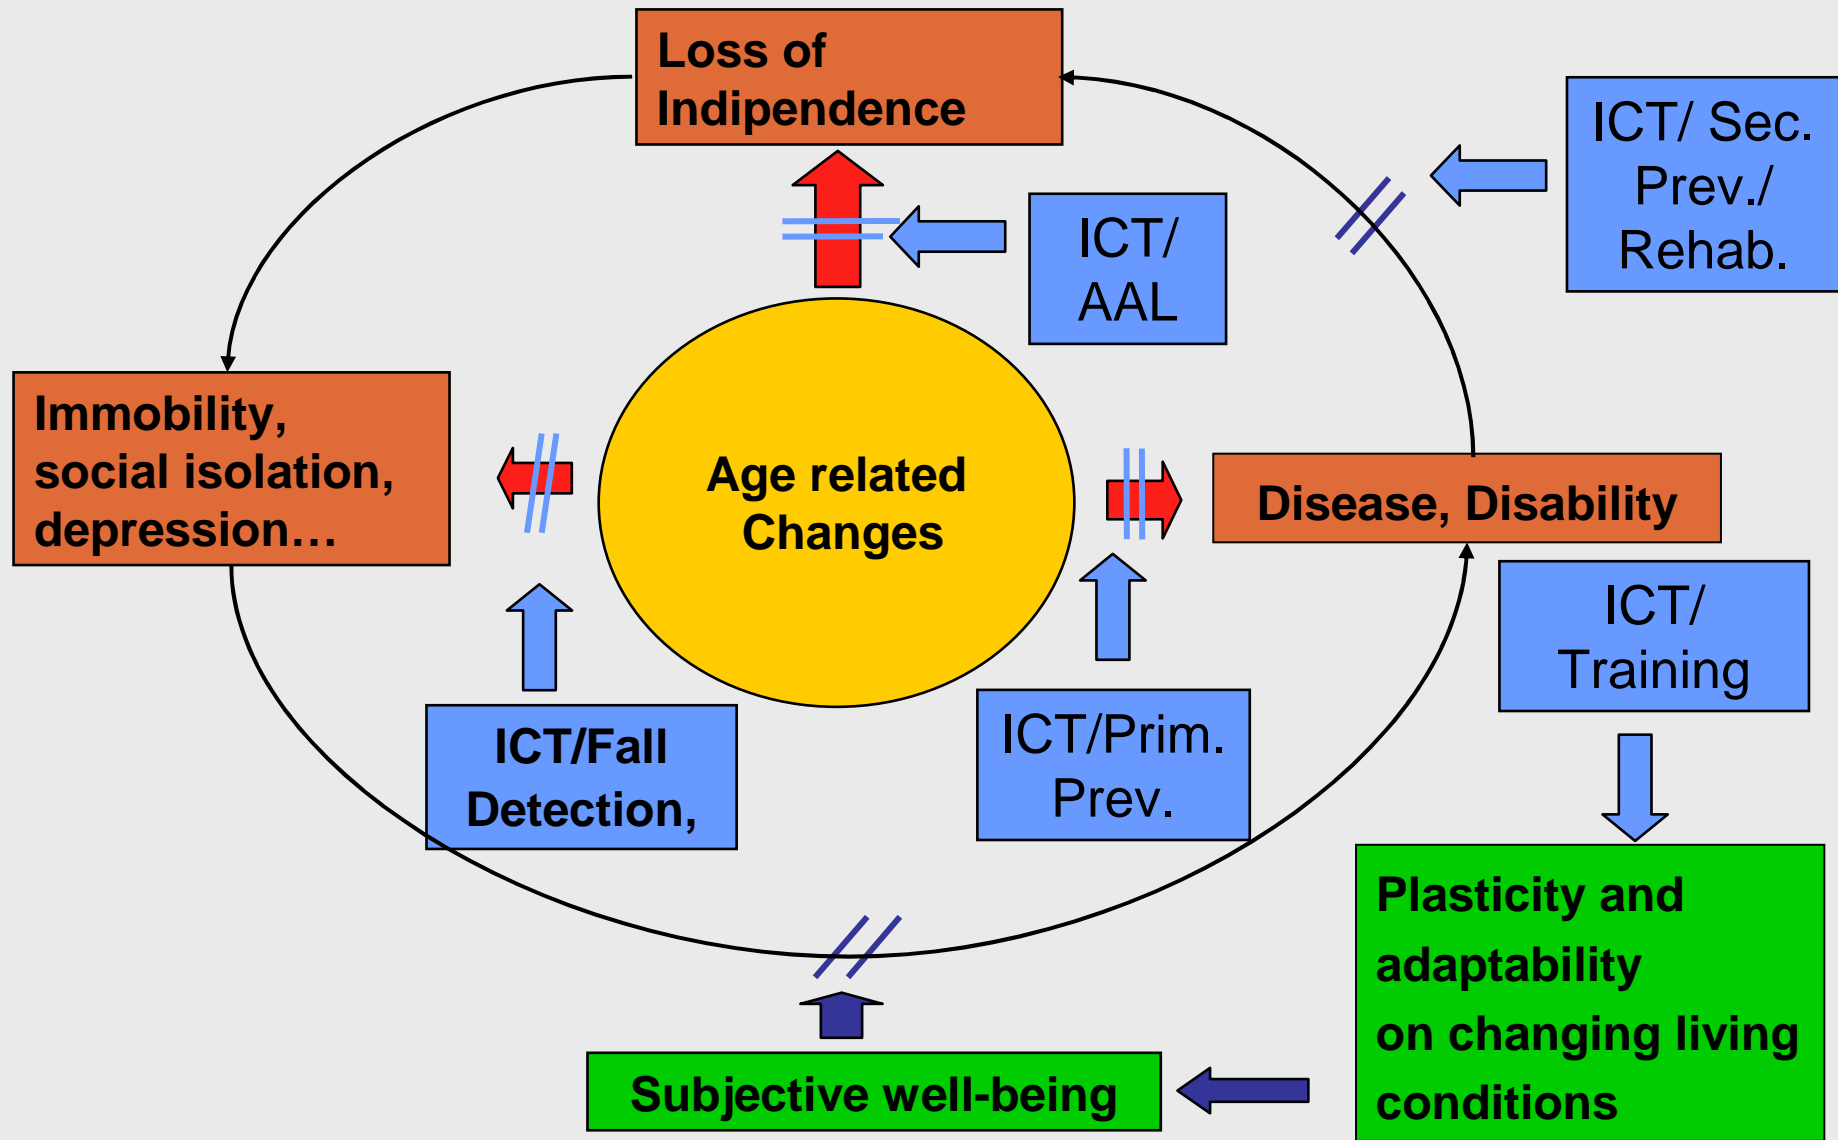 Loss of
Indipendence
ICT/ Sec.
Prev./
Rehab.
ICT/
AAL
Immobility,
social isolation,
depression…
Age related
Changes
Disease, Disability
ICT/
Training
ICT/Fall
Detection,
ICT/Prim.
Prev.
Plasticity and
adaptability
on changing living
conditions
Subjective well-being